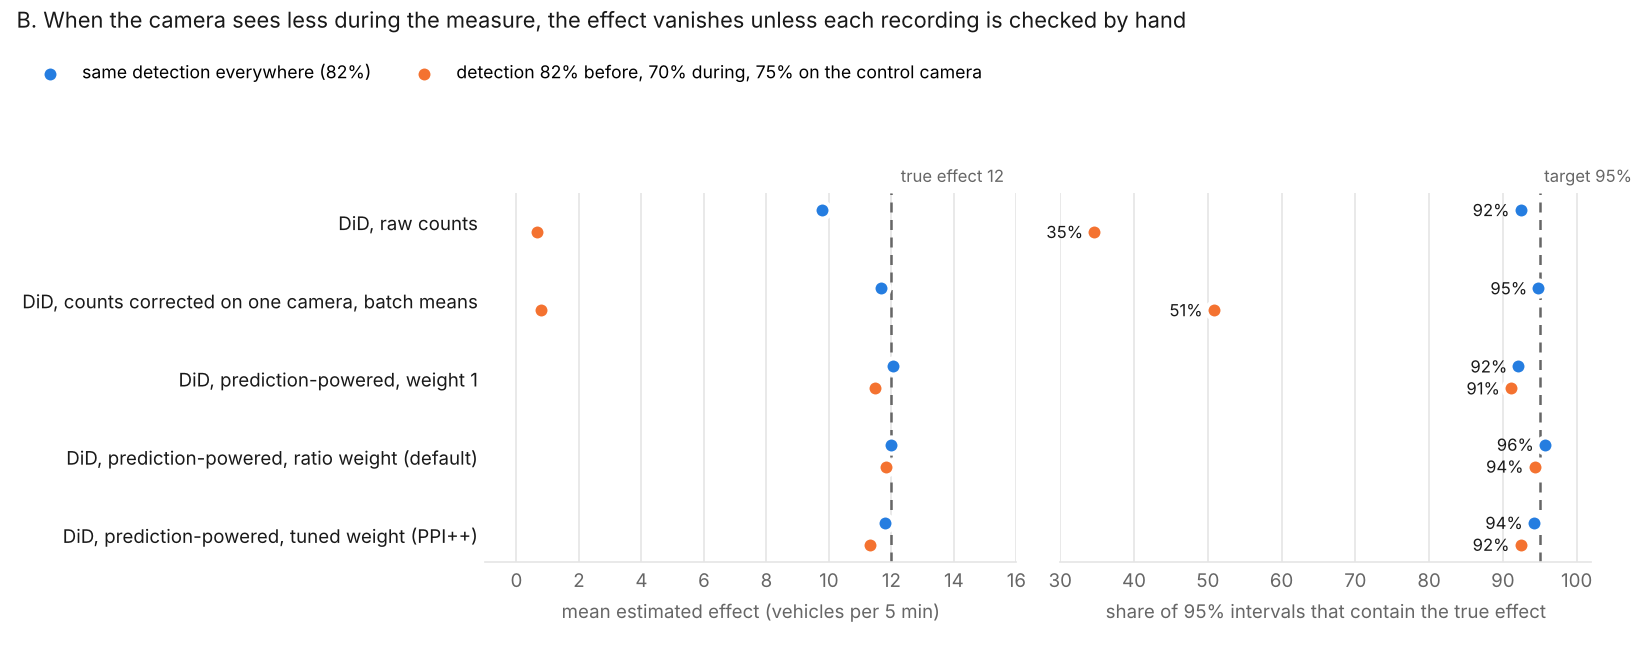 B. When the camera sees less during the measure, the effect vanishes unless each recording is checked by hand
same detection everywhere (82%)
detection 82% before, 70% during, 75% on the control camera
true effect 12
target 95%
DiD, raw counts
92%
35%
DiD, counts corrected on one camera, batch means
95%
51%
DiD, prediction-powered, weight 1
92%
91%
DiD, prediction-powered, ratio weight (default)
96%
94%
DiD, prediction-powered, tuned weight (PPI++)
94%
92%
0 2 4 6 8 10 12 14 16
30 40 50 60 70 80 90 100
mean estimated effect (vehicles per 5 min)
share of 95% intervals that contain the true effect